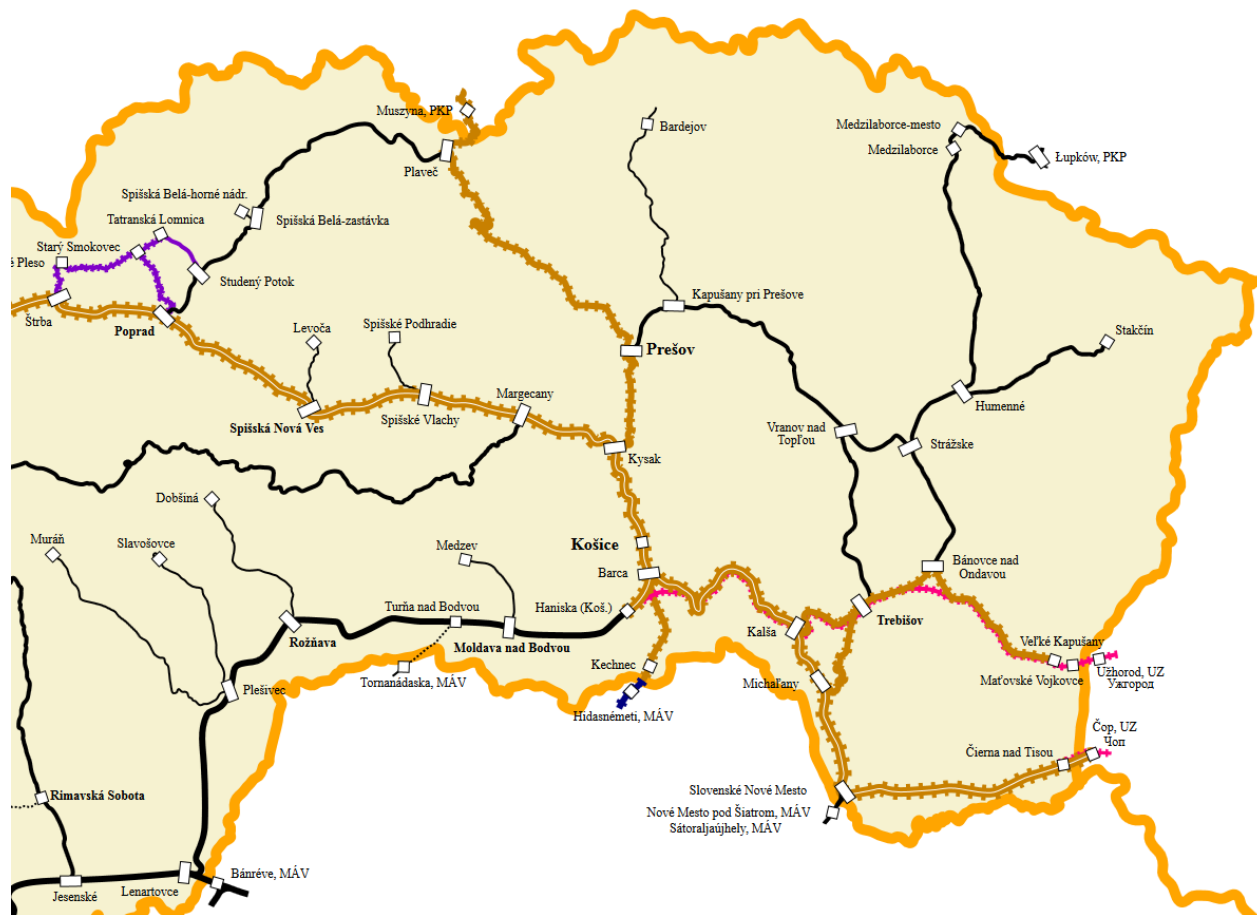 Muszyna, PKP
Bardejov
Medzilaborce-mesto
Medzilaborce
Łupków, PKP
Plaveč
Spišská Belá-horné nádr.
Tatranská Lomnica
Spišská Belá-zastávka
Starý Smokovec
é Pleso
Studený Potok
Štrba
Poprad
Levoča
Spišské Podhradie
Kapušany pri Prešove
Prešov
Stakčín
Margecany
Humenné
Spišská Nová Ves
Spišské Vlachy
Vranov nad
Topľou
Strážske
Kysak
Dobšiná
Muráň
Slavošovce
Medzev
Košice
Barca
Bánovce nad
Ondavou
Turňa nad Bodvou
Haniska (Koš.)
Rožňava
Moldava nad Bodvou
Kalša
Trebišov
Veľké Kapušany
Kechnec
Maťovské Vojkovce
Užhorod, UZ
Ужгород
Tornanádaska, MÁV
Plešivec
Michaľany
Hidasnémeti, MÁV
Čop, UZ
Чоп
Čierna nad Tisou
Rimavská Sobota
Slovenské Nové Mesto
Nové Mesto pod Šiatrom, MÁV
Sátoraljaújhely, MÁV
Bánréve, MÁV
Lenartovce
Jesenské